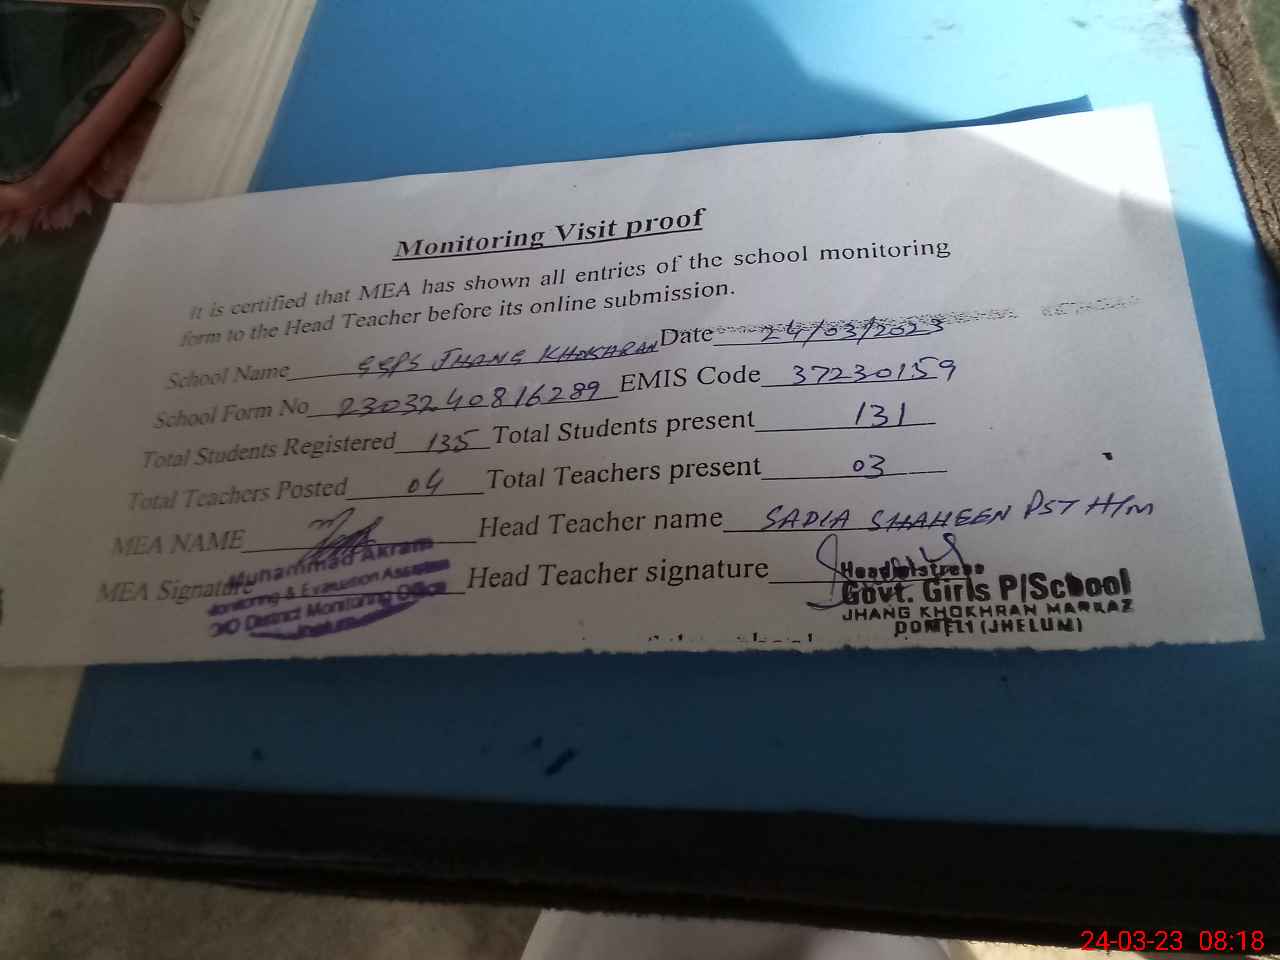 Monitoring Visit proof
It is certified that MEA has shown all entries of the school monitoring
form to the Head Teacher before its online submission.
School Name GGPS JHANG KHOKHARAN Date 24/03/2023
School Form No 2303240816289 EMIS Code 37230159
Total Students Registered 135 Total Students present 131
Total Teachers Posted 04 Total Teachers present 03
MEA NAME Head Teacher name SADIA SHAHEEN PST H/M
MEA Signature Head Teacher signature
Muhammad Akram
Monitoring & Evaluation Assistant
O/O District Monitoring Office
Headmistress
Govt. Girls P/School
JHANG KHOKHRAN MARKAZ
DOMELI (JHELUM)
24-03-23 08:18